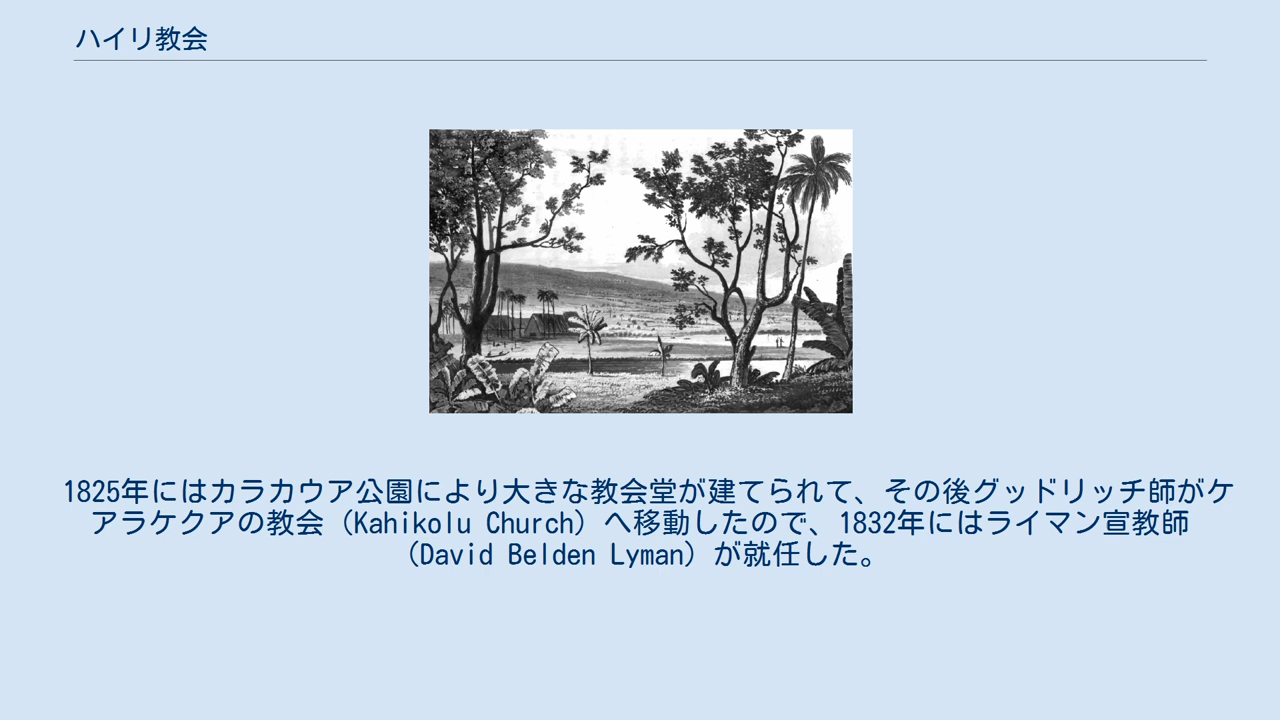 ハイリ教会
1825年にはカラカウア公園により大きな教会堂が建てられて、その後グッドリッチ師がケ
アラケクアの教会（Kahikolu Church）へ移動したので、1832年にはライマン宣教師
（David Belden Lyman）が就任した。